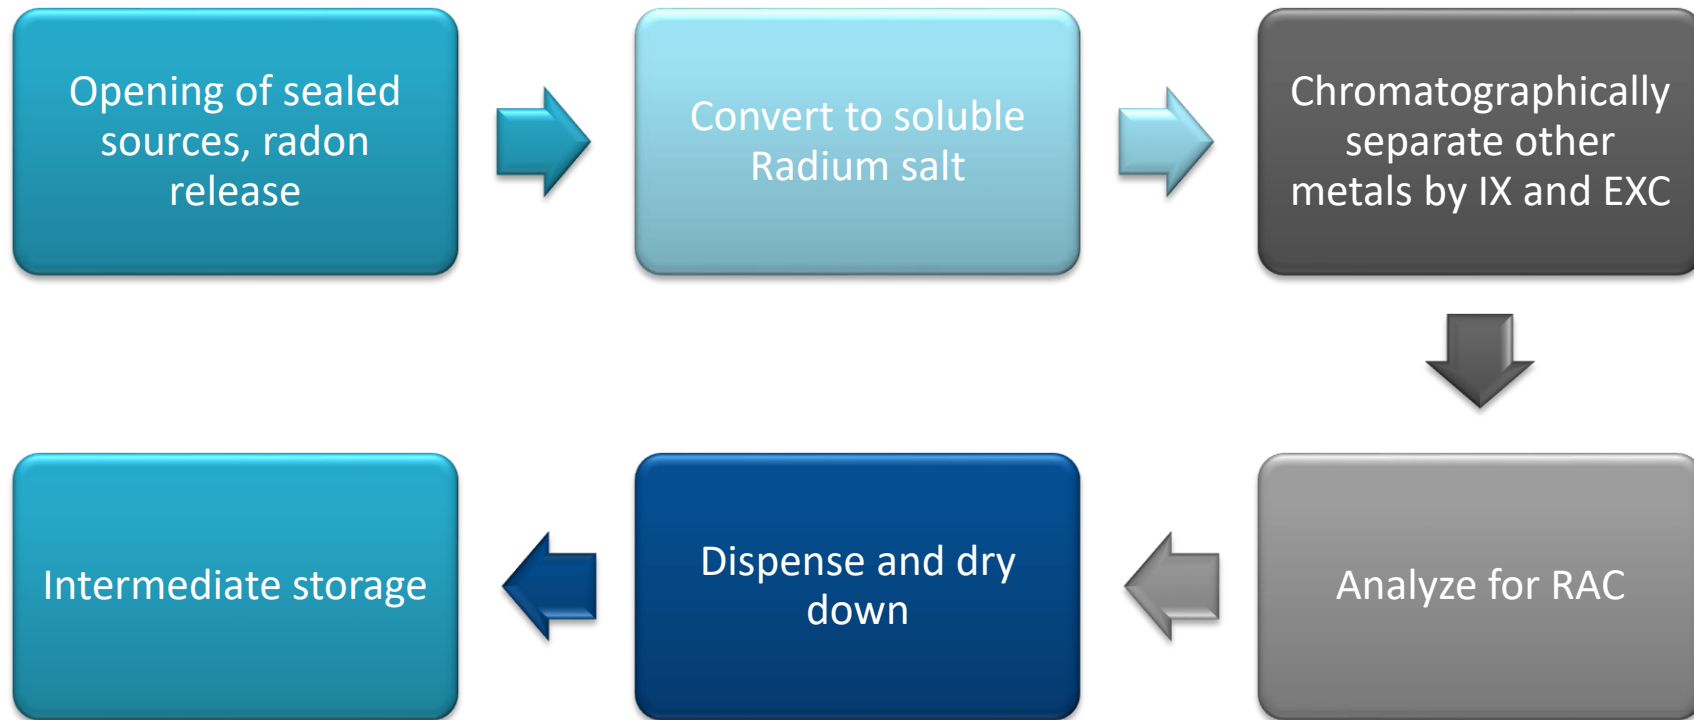 Opening of sealed
sources, radon
release
Convert to soluble
Radium salt
Chromatographically
separate other
metals by IX and EXC
Analyze for RAC
Dispense and dry
down
Intermediate storage